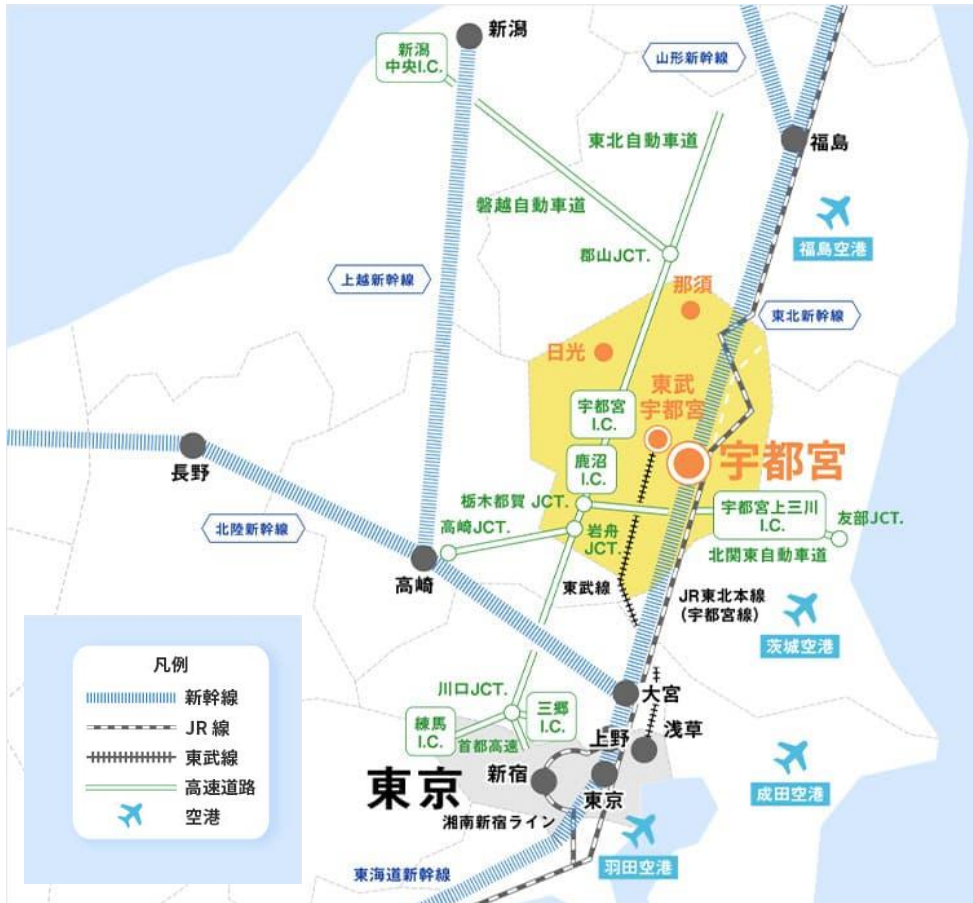 新潟
新潟
中央I.C.
山形新幹線
東北自動車道
福島
磐越自動車道
福島空港
郡山JCT.
上越新幹線
那須
東北新幹線
日光
東武
宇都宮
宇都宮
I.C.
宇都宮
長野
鹿沼
I.C.
栃木都賀 JCT.
宇都宮上三川
I.C.
友部JCT.
高崎JCT.
岩舟
JCT.
北関東自動車道
北陸新幹線
高崎
東武線
JR東北本線
(宇都宮線)
茨城空港
凡例
新幹線
JR 線
東武線
高速道路
空港
川口JCT.
大宮
練馬
I.C.
三郷
I.C.
首都高速
上野
浅草
東京
新宿
東京
成田空港
湘南新宿ライン
羽田空港
東海道新幹線